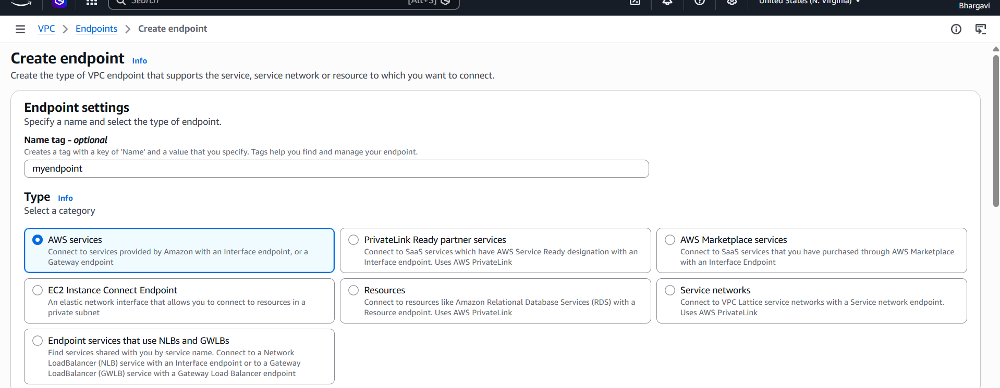 Search [Alt+S] United States (N. Virginia)
Bhargavi
VPC Endpoints Create endpoint
Create endpoint Info
Create the type of VPC endpoint that supports the service, service network or resource to which you want to connect.
Endpoint settings
Specify a name and select the type of endpoint.
Name tag - optional
Creates a tag with a key of 'Name' and a value that you specify. Tags help you find and manage your endpoint.
myendpoint
Type Info
Select a category
AWS services
Connect to services provided by Amazon with an Interface endpoint, or a
Gateway endpoint
PrivateLink Ready partner services
Connect to SaaS services which have AWS Service Ready designation with an
Interface endpoint. Uses AWS PrivateLink
AWS Marketplace services
Connect to SaaS services that you have purchased through AWS Marketplace
with an Interface Endpoint
EC2 Instance Connect Endpoint
An elastic network interface that allows you to connect to resources in a
private subnet
Resources
Connect to resources like Amazon Relational Database Services (RDS) with a
Resource endpoint. Uses AWS PrivateLink
Service networks
Connect to VPC Lattice service networks with a Service network endpoint.
Uses AWS PrivateLink
Endpoint services that use NLBs and GWLBs
Find services shared with you by service name. Connect to a Network
LoadBalancer (NLB) service with an Interface endpoint or to a Gateway
LoadBalancer (GWLB) service with a Gateway Load Balancer endpoint